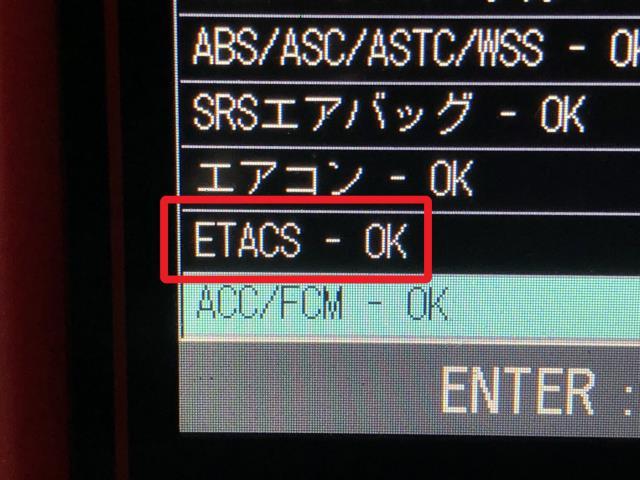 ABS/ASC/ASTC/WSS - OK
SRSエアバッグ - OK
エアコン - OK
ETACS - OK
ACC/FCM - OK
ENTER :